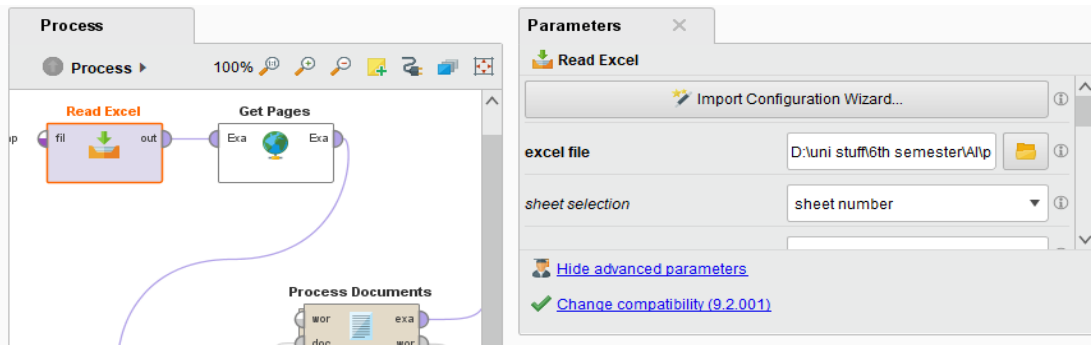 Process
Process
100%
Read Excel
Get Pages
fil
out
Exa
Exa
Process Documents
wor
exa
doc
wor
Parameters
Read Excel
Import Configuration Wizard...
excel file
D:\uni stuff\6th semester\AI\p
sheet selection
sheet number
Hide advanced parameters
Change compatibility (9.2.001)